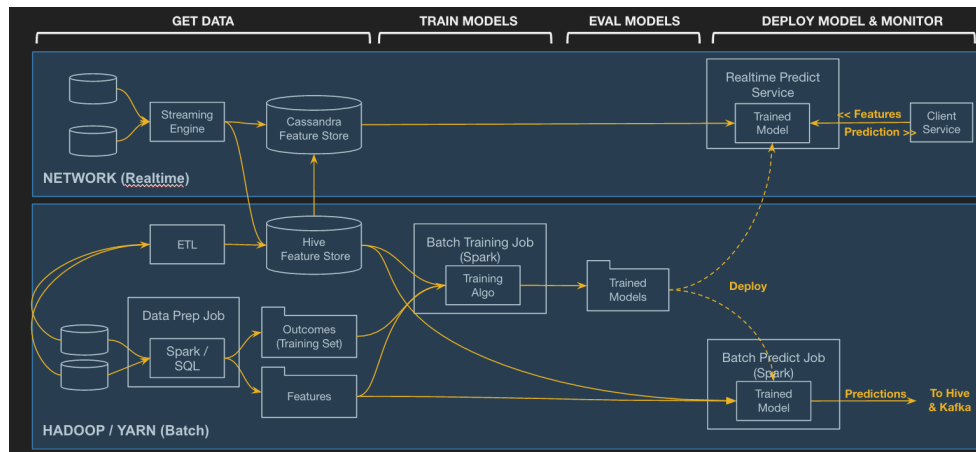 GET DATA
TRAIN MODELS
EVAL MODELS
DEPLOY MODEL & MONITOR
Streaming
Engine
Cassandra
Feature Store
Realtime Predict
Service
Trained
Model
<< Features
Prediction >>
Client
Service
NETWORK (Realtime)
ETL
Hive
Feature Store
Batch Training Job
(Spark)
Training
Algo
Trained
Models
Deploy
Data Prep Job
Spark /
SQL
Outcomes
(Training Set)
Features
Batch Predict Job
(Spark)
Trained
Model
Predictions
To Hive
& Kafka
HADOOP / YARN (Batch)